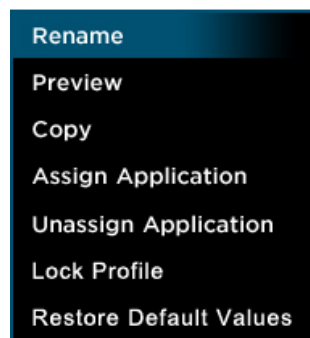 Rename
Preview
Copy
Assign Application
Unassign Application
Lock Profile
Restore Default Values